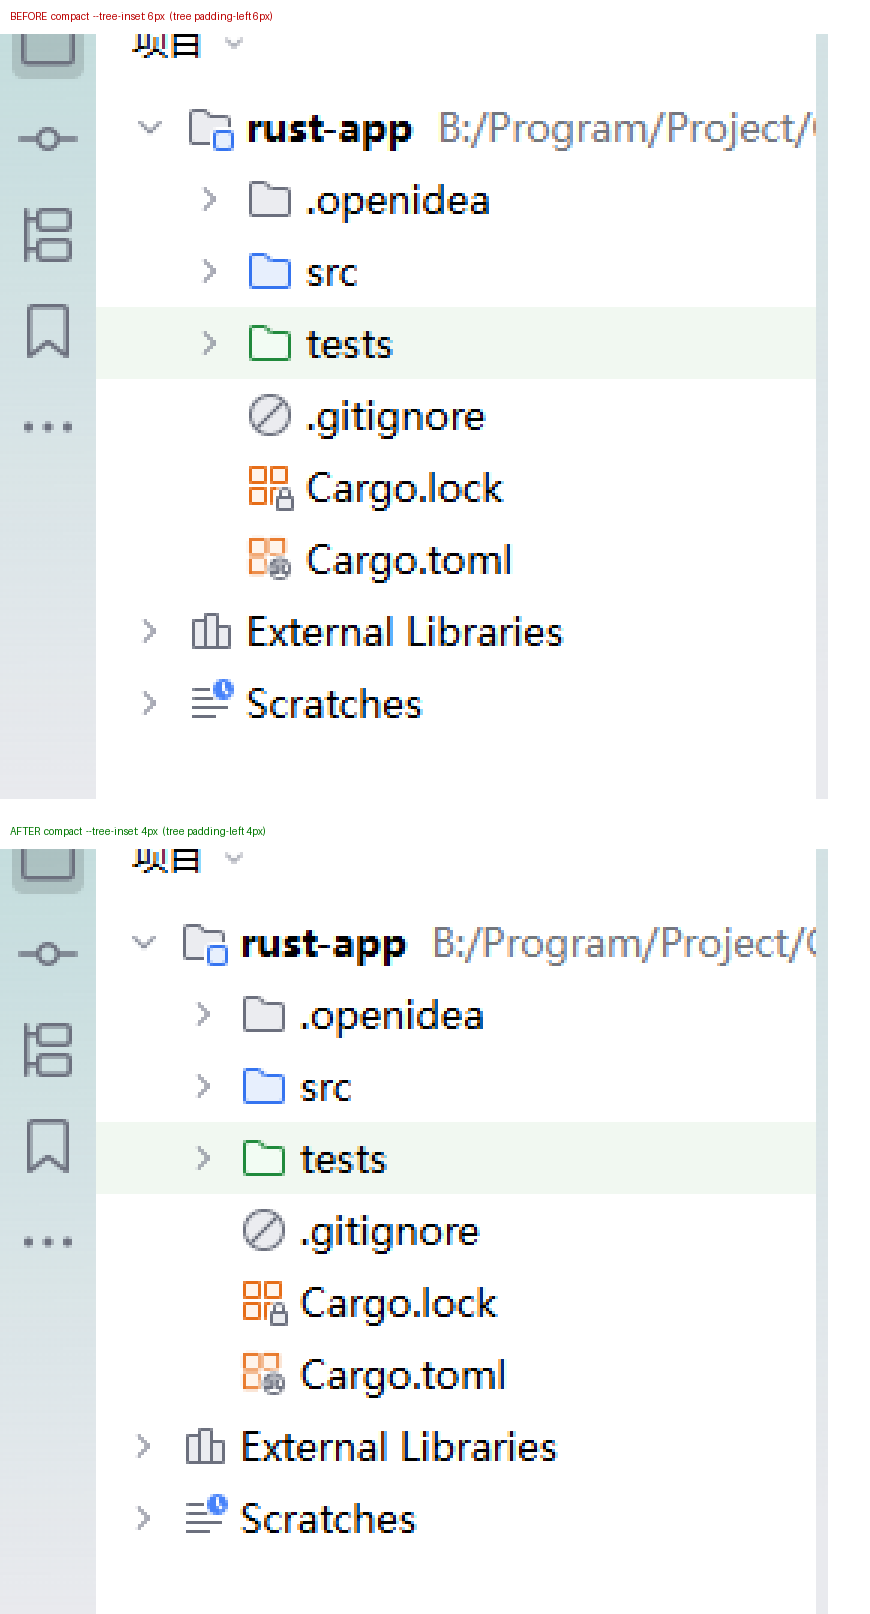 BEFORE compact --tree-inset: 6px (tree padding-left 6px)
项目
rust-app B:/Program/Project/
.openidea
src
tests
.gitignore
Cargo.lock
Cargo.toml
External Libraries
Scratches
AFTER compact --tree-inset: 4px (tree padding-left 4px)
项目
rust-app B:/Program/Project/
.openidea
src
tests
.gitignore
Cargo.lock
Cargo.toml
External Libraries
Scratches